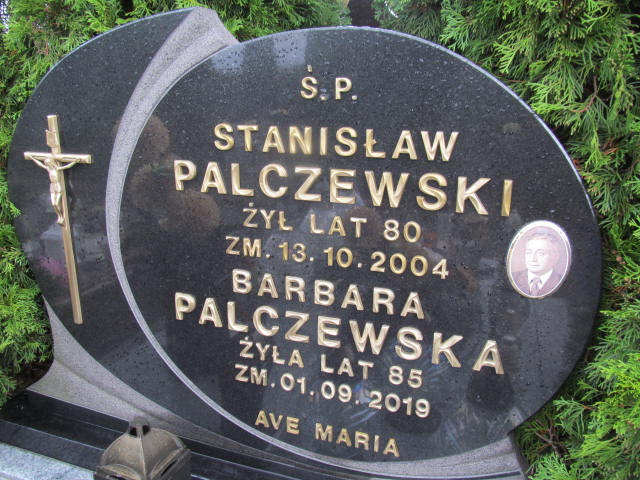 Ś.P.
STANISŁAW
PALCZEWSKI
ŻYŁ LAT 80
ZM. 13.10.2004
BARBARA
PALCZEWSKA
ŻYŁA LAT 85
ZM. 01.09.2019
AVE MARIA